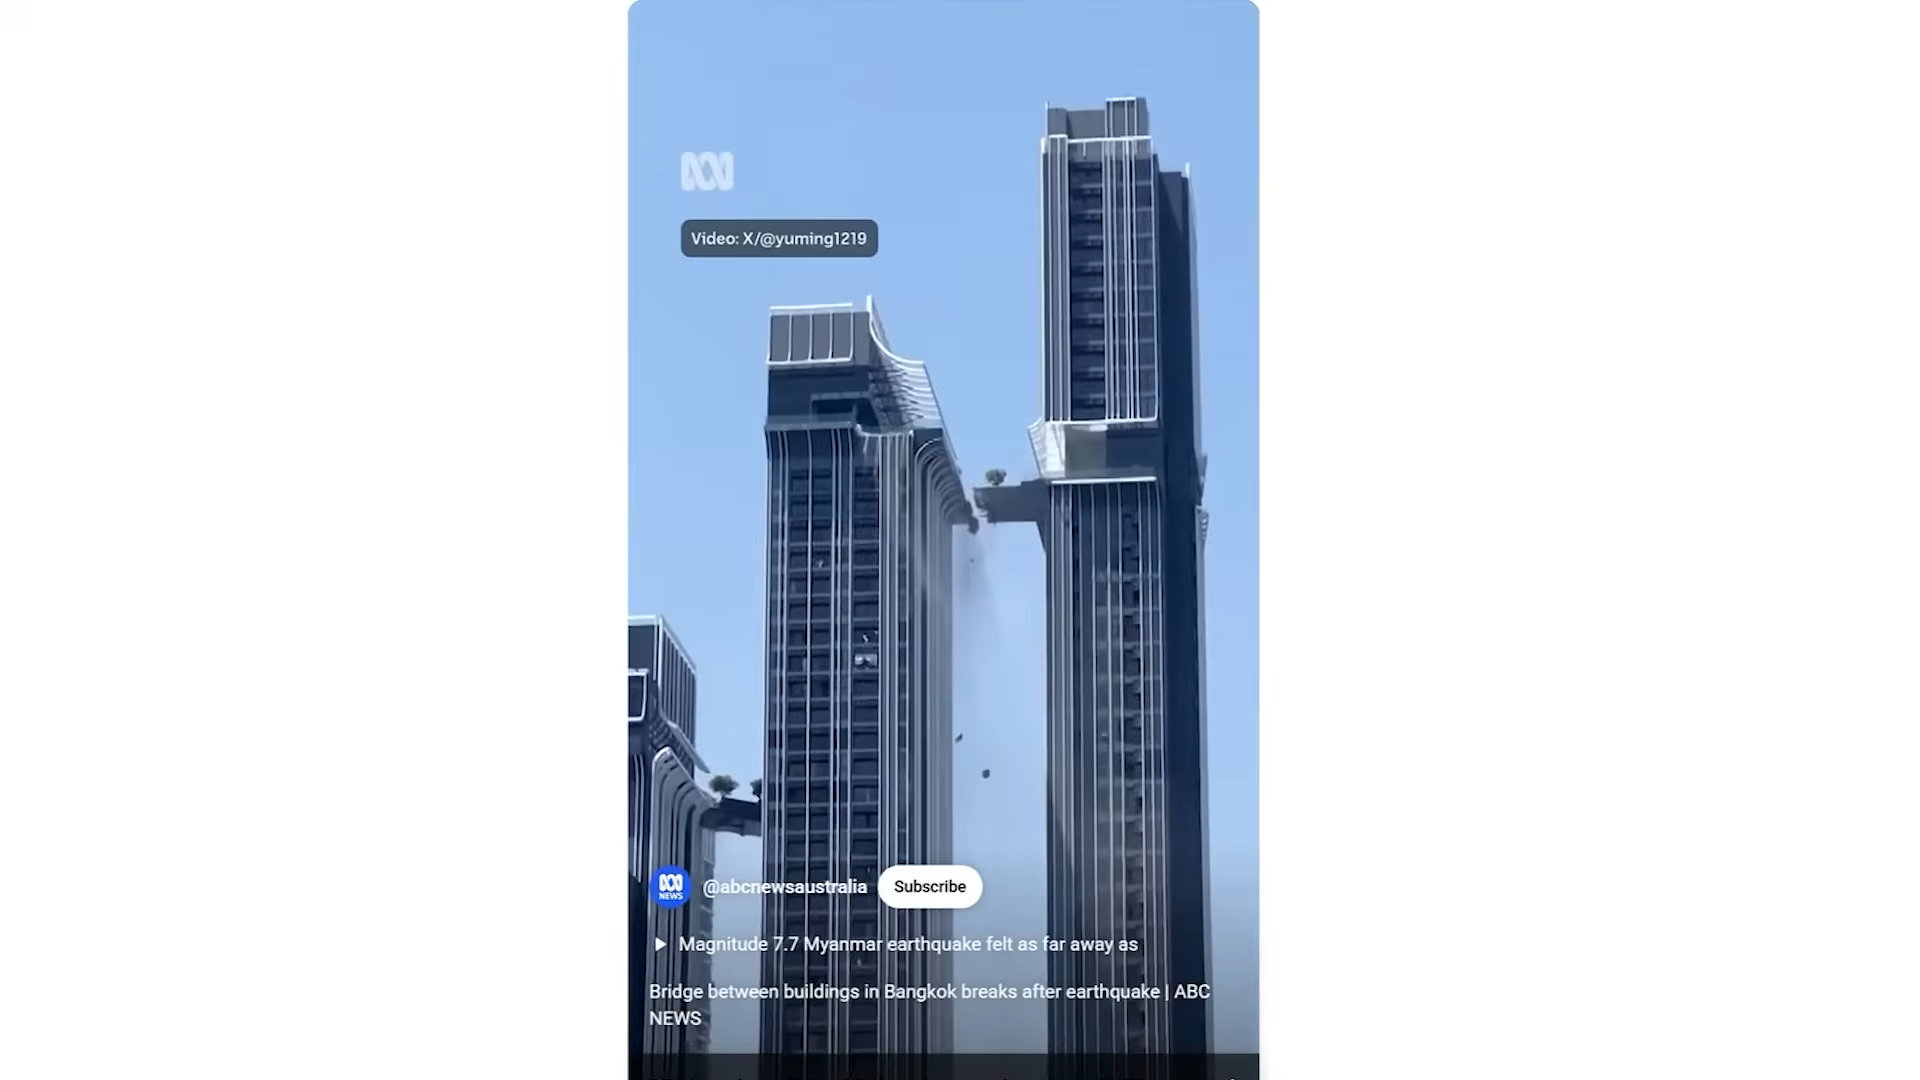 Video: X/@yuming1219
NEWS
@abcnewsaustralia
Subscribe
Magnitude 7.7 Myanmar earthquake felt as far away as
Bridge between buildings in Bangkok breaks after earthquake | ABC
NEWS